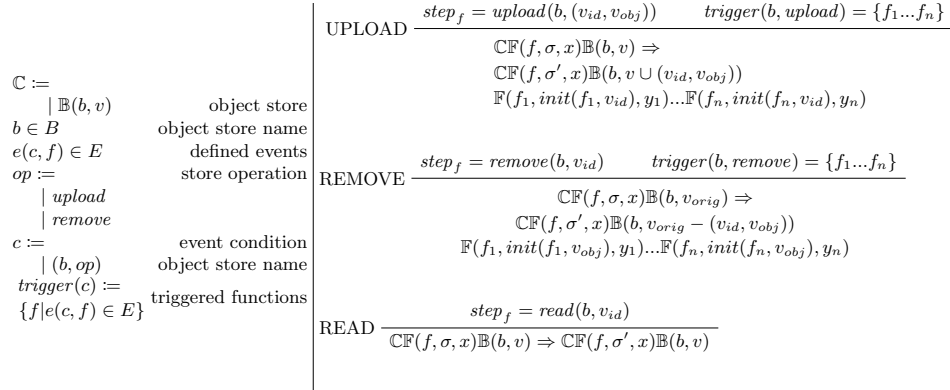 ℂ ≔
| 𝔹(b, v) object store
b ∈ B object store name
e(c, f) ∈ E defined events
op ≔ store operation
| upload
| remove
c ≔ event condition
| (b, op) object store name
trigger(c) ≔
{f|e(c, f) ∈ E} triggered functions
UPLOAD step_f = upload(b, (v_id, v_obj)) trigger(b, upload) = {f_1...f_n}
ℂ𝔽(f, σ, x)𝔹(b, v) ⇒
ℂ𝔽(f, σ′, x)𝔹(b, v ∪ (v_id, v_obj))
𝔽(f_1, init(f_1, v_id), y_1)...𝔽(f_n, init(f_n, v_id), y_n)
REMOVE step_f = remove(b, v_id) trigger(b, remove) = {f_1...f_n}
ℂ𝔽(f, σ, x)𝔹(b, v_orig) ⇒
ℂ𝔽(f, σ′, x)𝔹(b, v_orig − (v_id, v_obj))
𝔽(f_1, init(f_1, v_obj), y_1)...𝔽(f_n, init(f_n, v_obj), y_n)
READ step_f = read(b, v_id)
ℂ𝔽(f, σ, x)𝔹(b, v) ⇒ ℂ𝔽(f, σ′, x)𝔹(b, v)